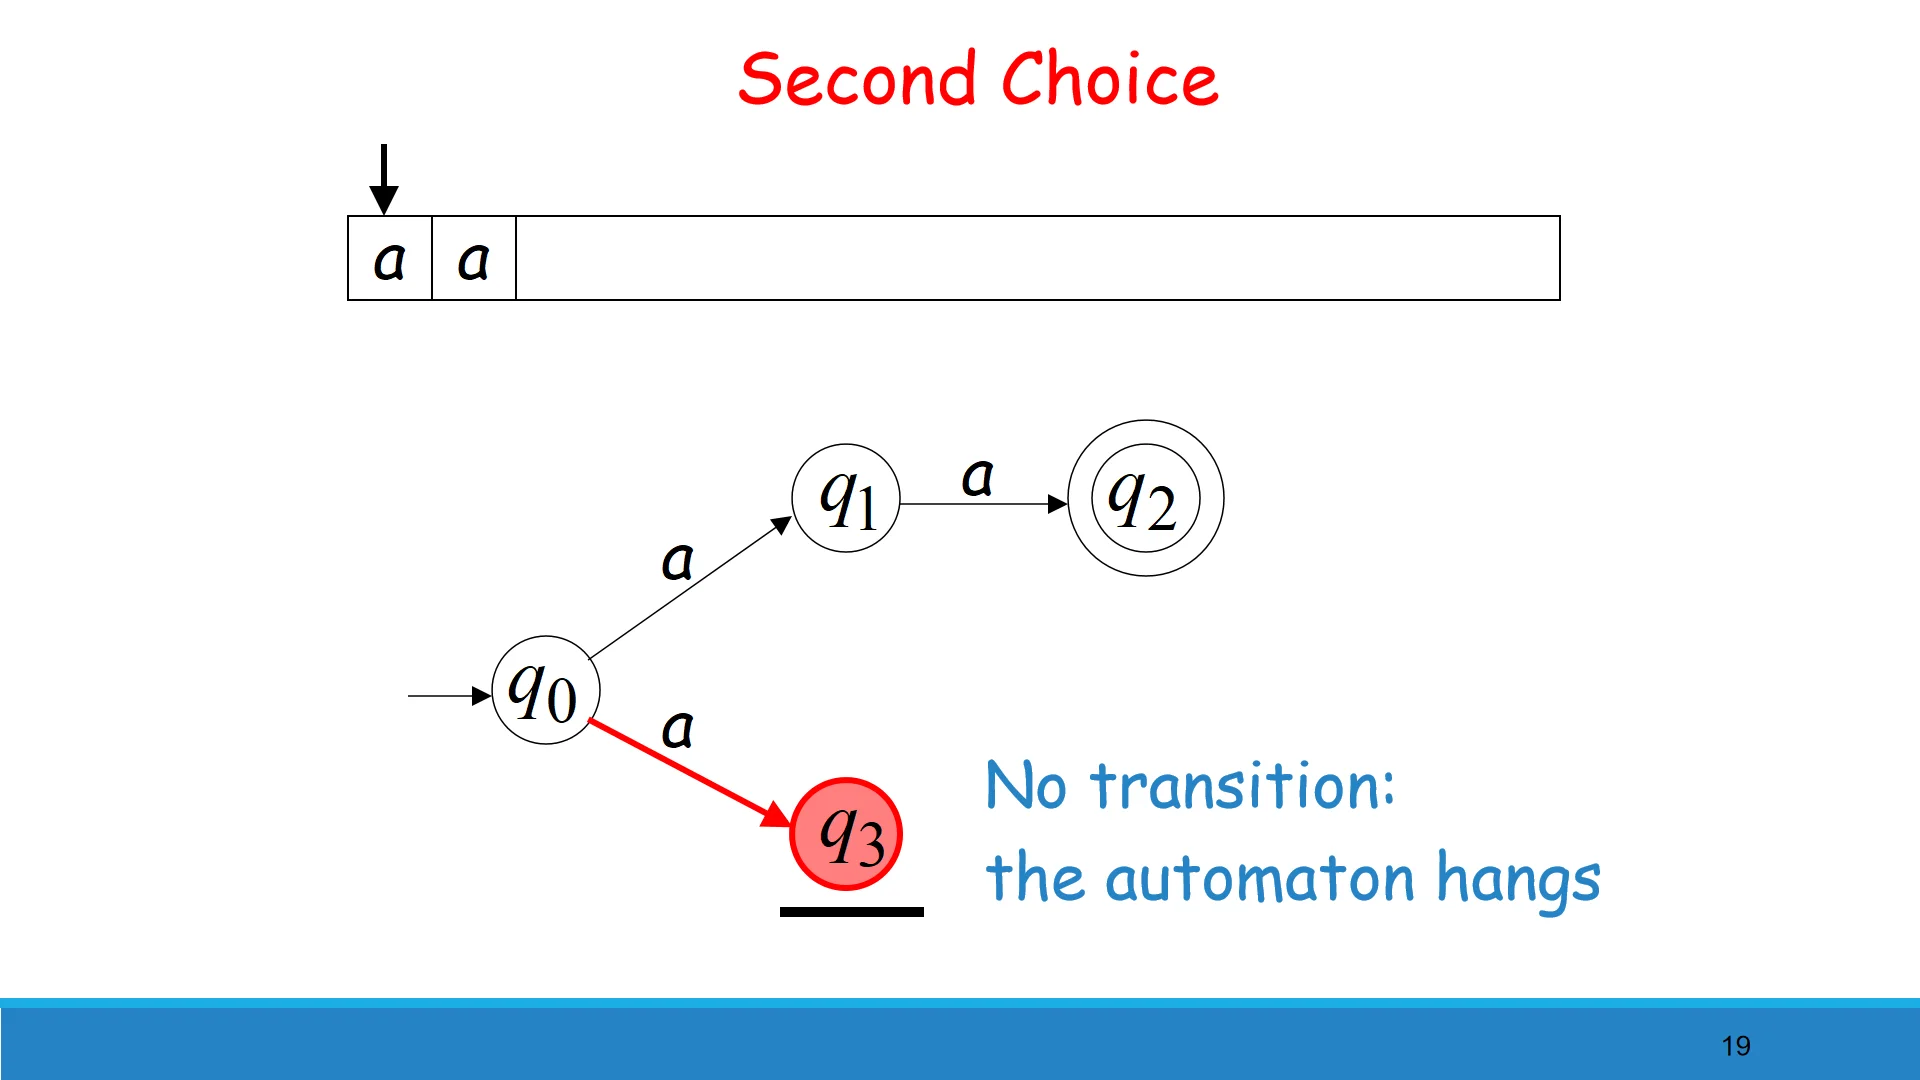 Second Choice
a a
q1 a q2
a
q0
a
q3
No transition:
the automaton hangs
19